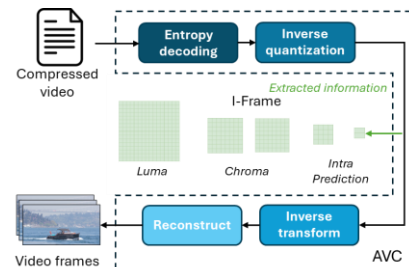 Entropy
decoding
Inverse
quantization
Compressed
video
Extracted information
I-Frame
Luma
Chroma
Intra
Prediction
Reconstruct
Inverse
transform
Video frames
AVC